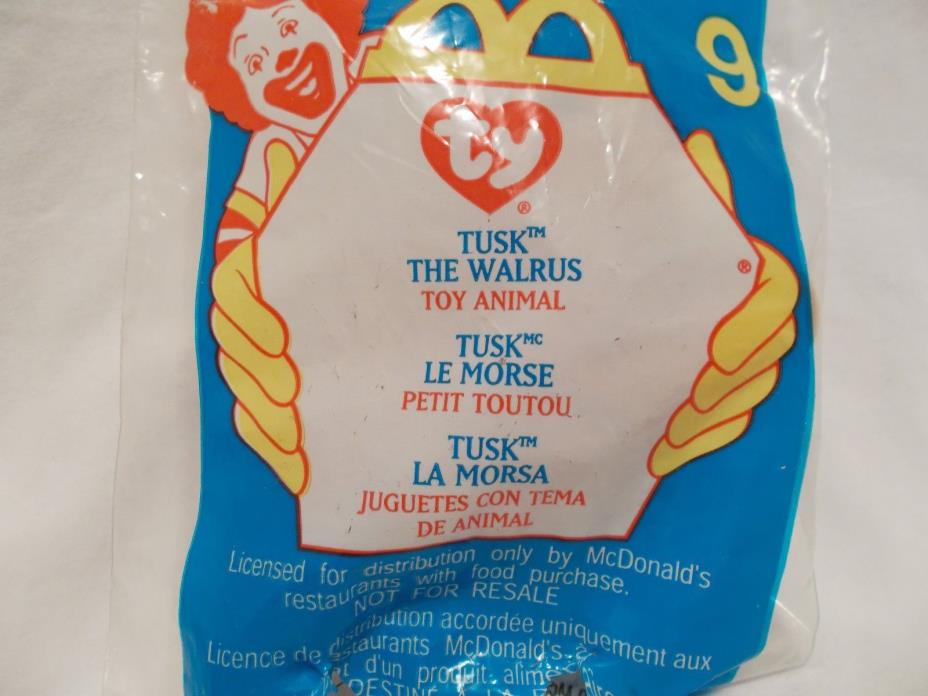 9
ty®
TUSK™
THE WALRUS
TOY ANIMAL
®
TUSKMC
LE MORSE
PETIT TOUTOU
TUSK™
LA MORSA
JUGUETES CON TEMA
DE ANIMAL
Licensed for distribution only by McDonald's
restaurants with food purchase.
NOT FOR RESALE
Licence de distribution accordée uniquement aux
restaurants McDonald's
d'un produit